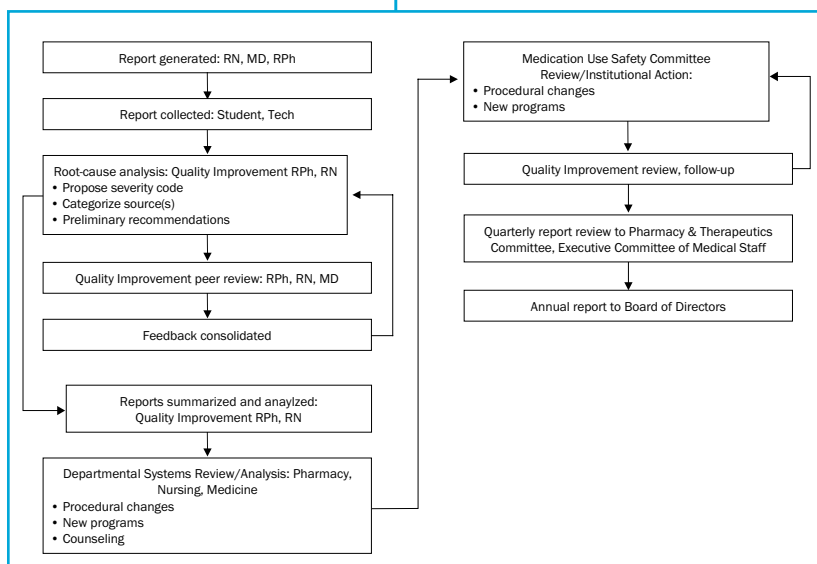 Report generated: RN, MD, RPh
Report collected: Student, Tech
Root-cause analysis: Quality Improvement RPh, RN
• Propose severity code
• Categorize source(s)
• Preliminary recommendations
Quality Improvement peer review: RPh, RN, MD
Feedback consolidated
Reports summarized and anaylzed:
Quality Improvement RPh, RN
Departmental Systems Review/Analysis: Pharmacy,
Nursing, Medicine
• Procedural changes
• New programs
• Counseling
Medication Use Safety Committee
Review/Institutional Action:
• Procedural changes
• New programs
Quality Improvement review, follow-up
Quarterly report review to Pharmacy & Therapeutics
Committee, Executive Committee of Medical Staff
Annual report to Board of Directors